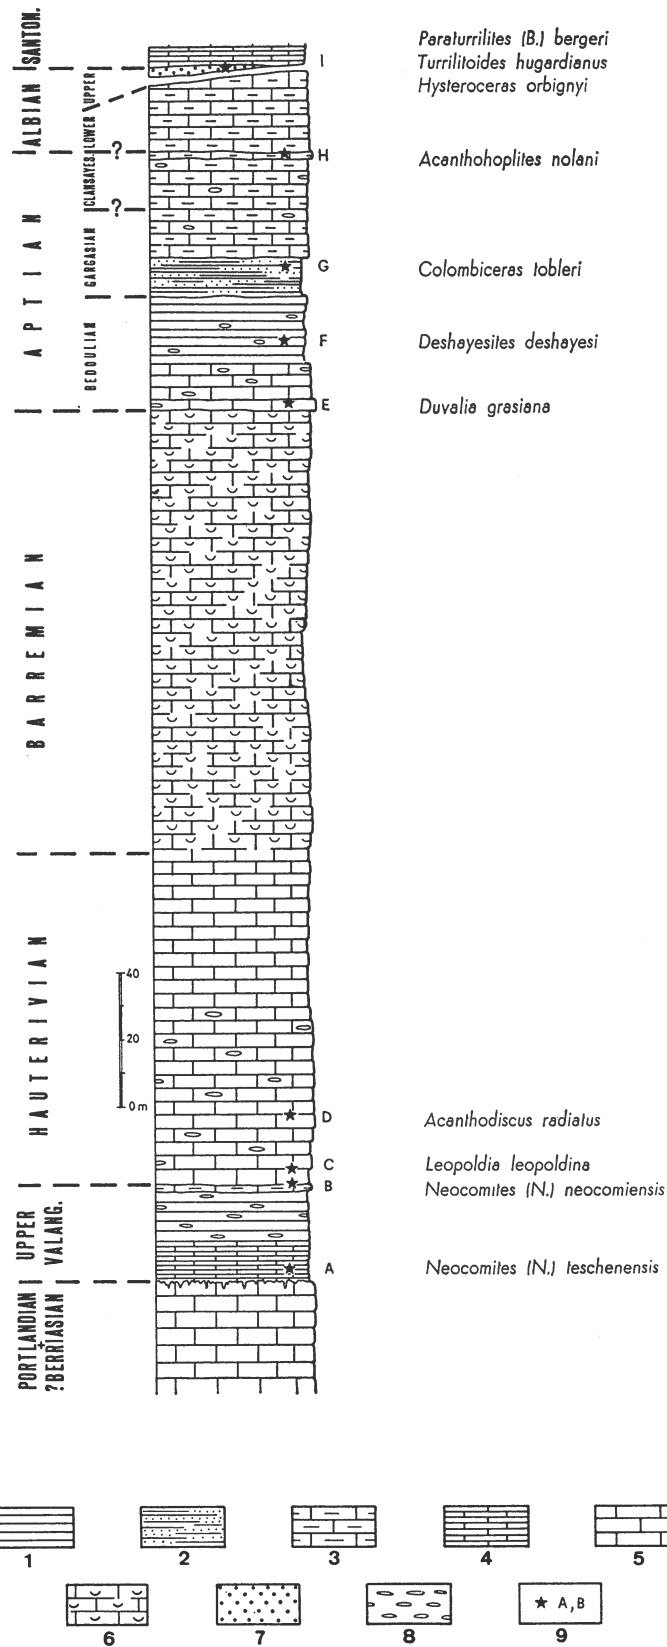 SANTON.
ALBIAN
UPPER
LOWER
CLANSAYES.
?
?
APTIAN
GARGASIAN
BEDOULIAN
BARREMIAN
HAUTERIVIAN
UPPER
VALANG.
PORTLANDIAN
+
?BERRIASIAN
40
20
0 m
I
Paraturrilites (B.) bergeri
Turrilitoides hugardianus
Hysteroceras orbignyi
H
Acanthohoplites nolani
G
Colombiceras tobleri
F
Deshayesites deshayesi
E
Duvalia grasiana
D
Acanthodiscus radiatus
C
Leopoldia leopoldina
B
Neocomites (N.) neocomiensis
A
Neocomites (N.) teschenensis
1 2 3 4 5
★ A, B
6 7 8 9